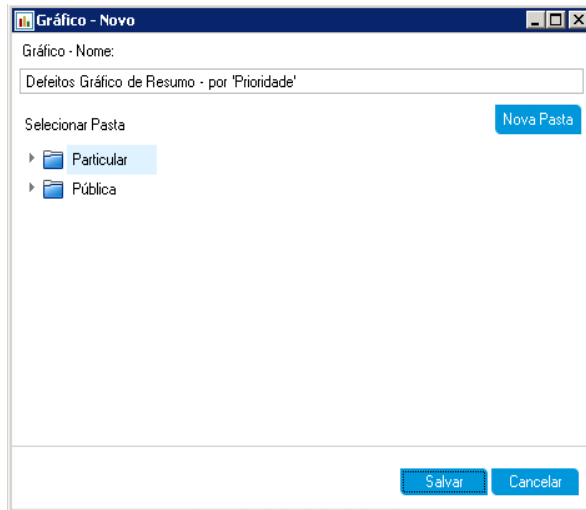 Gráfico - Novo
Gráfico - Nome:
Defeitos Gráfico de Resumo - por 'Prioridade'
Selecionar Pasta
Nova Pasta
Particular
Pública
Salvar
Cancelar